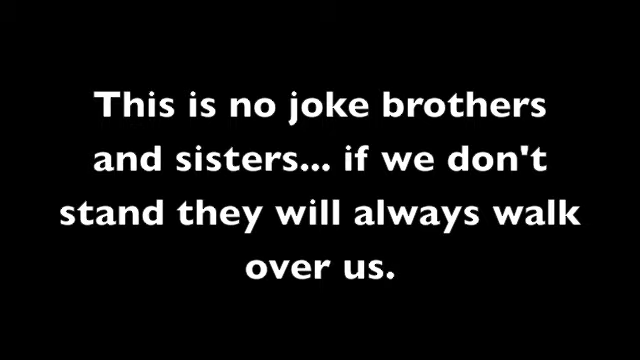 This is no joke brothers
and sisters... if we don't
stand they will always walk
over us.